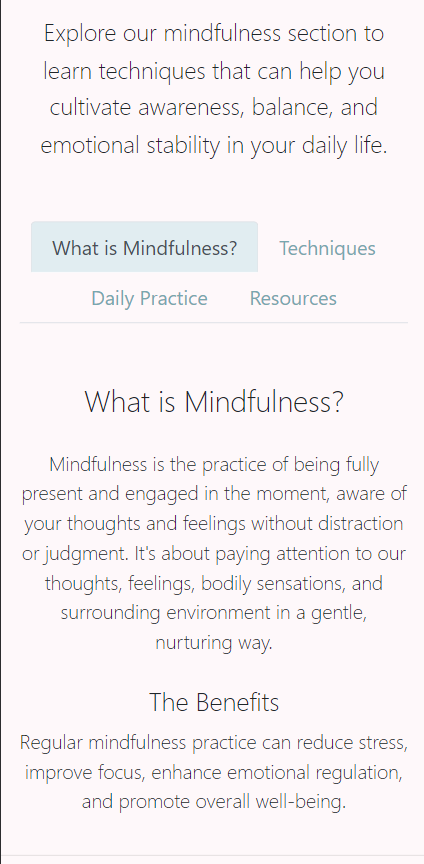 Explore our mindfulness section to
learn techniques that can help you
cultivate awareness, balance, and
emotional stability in your daily life.
What is Mindfulness? Techniques
Daily Practice Resources
What is Mindfulness?
Mindfulness is the practice of being fully
present and engaged in the moment, aware of
your thoughts and feelings without distraction
or judgment. It's about paying attention to our
thoughts, feelings, bodily sensations, and
surrounding environment in a gentle,
nurturing way.
The Benefits
Regular mindfulness practice can reduce stress,
improve focus, enhance emotional regulation,
and promote overall well-being.